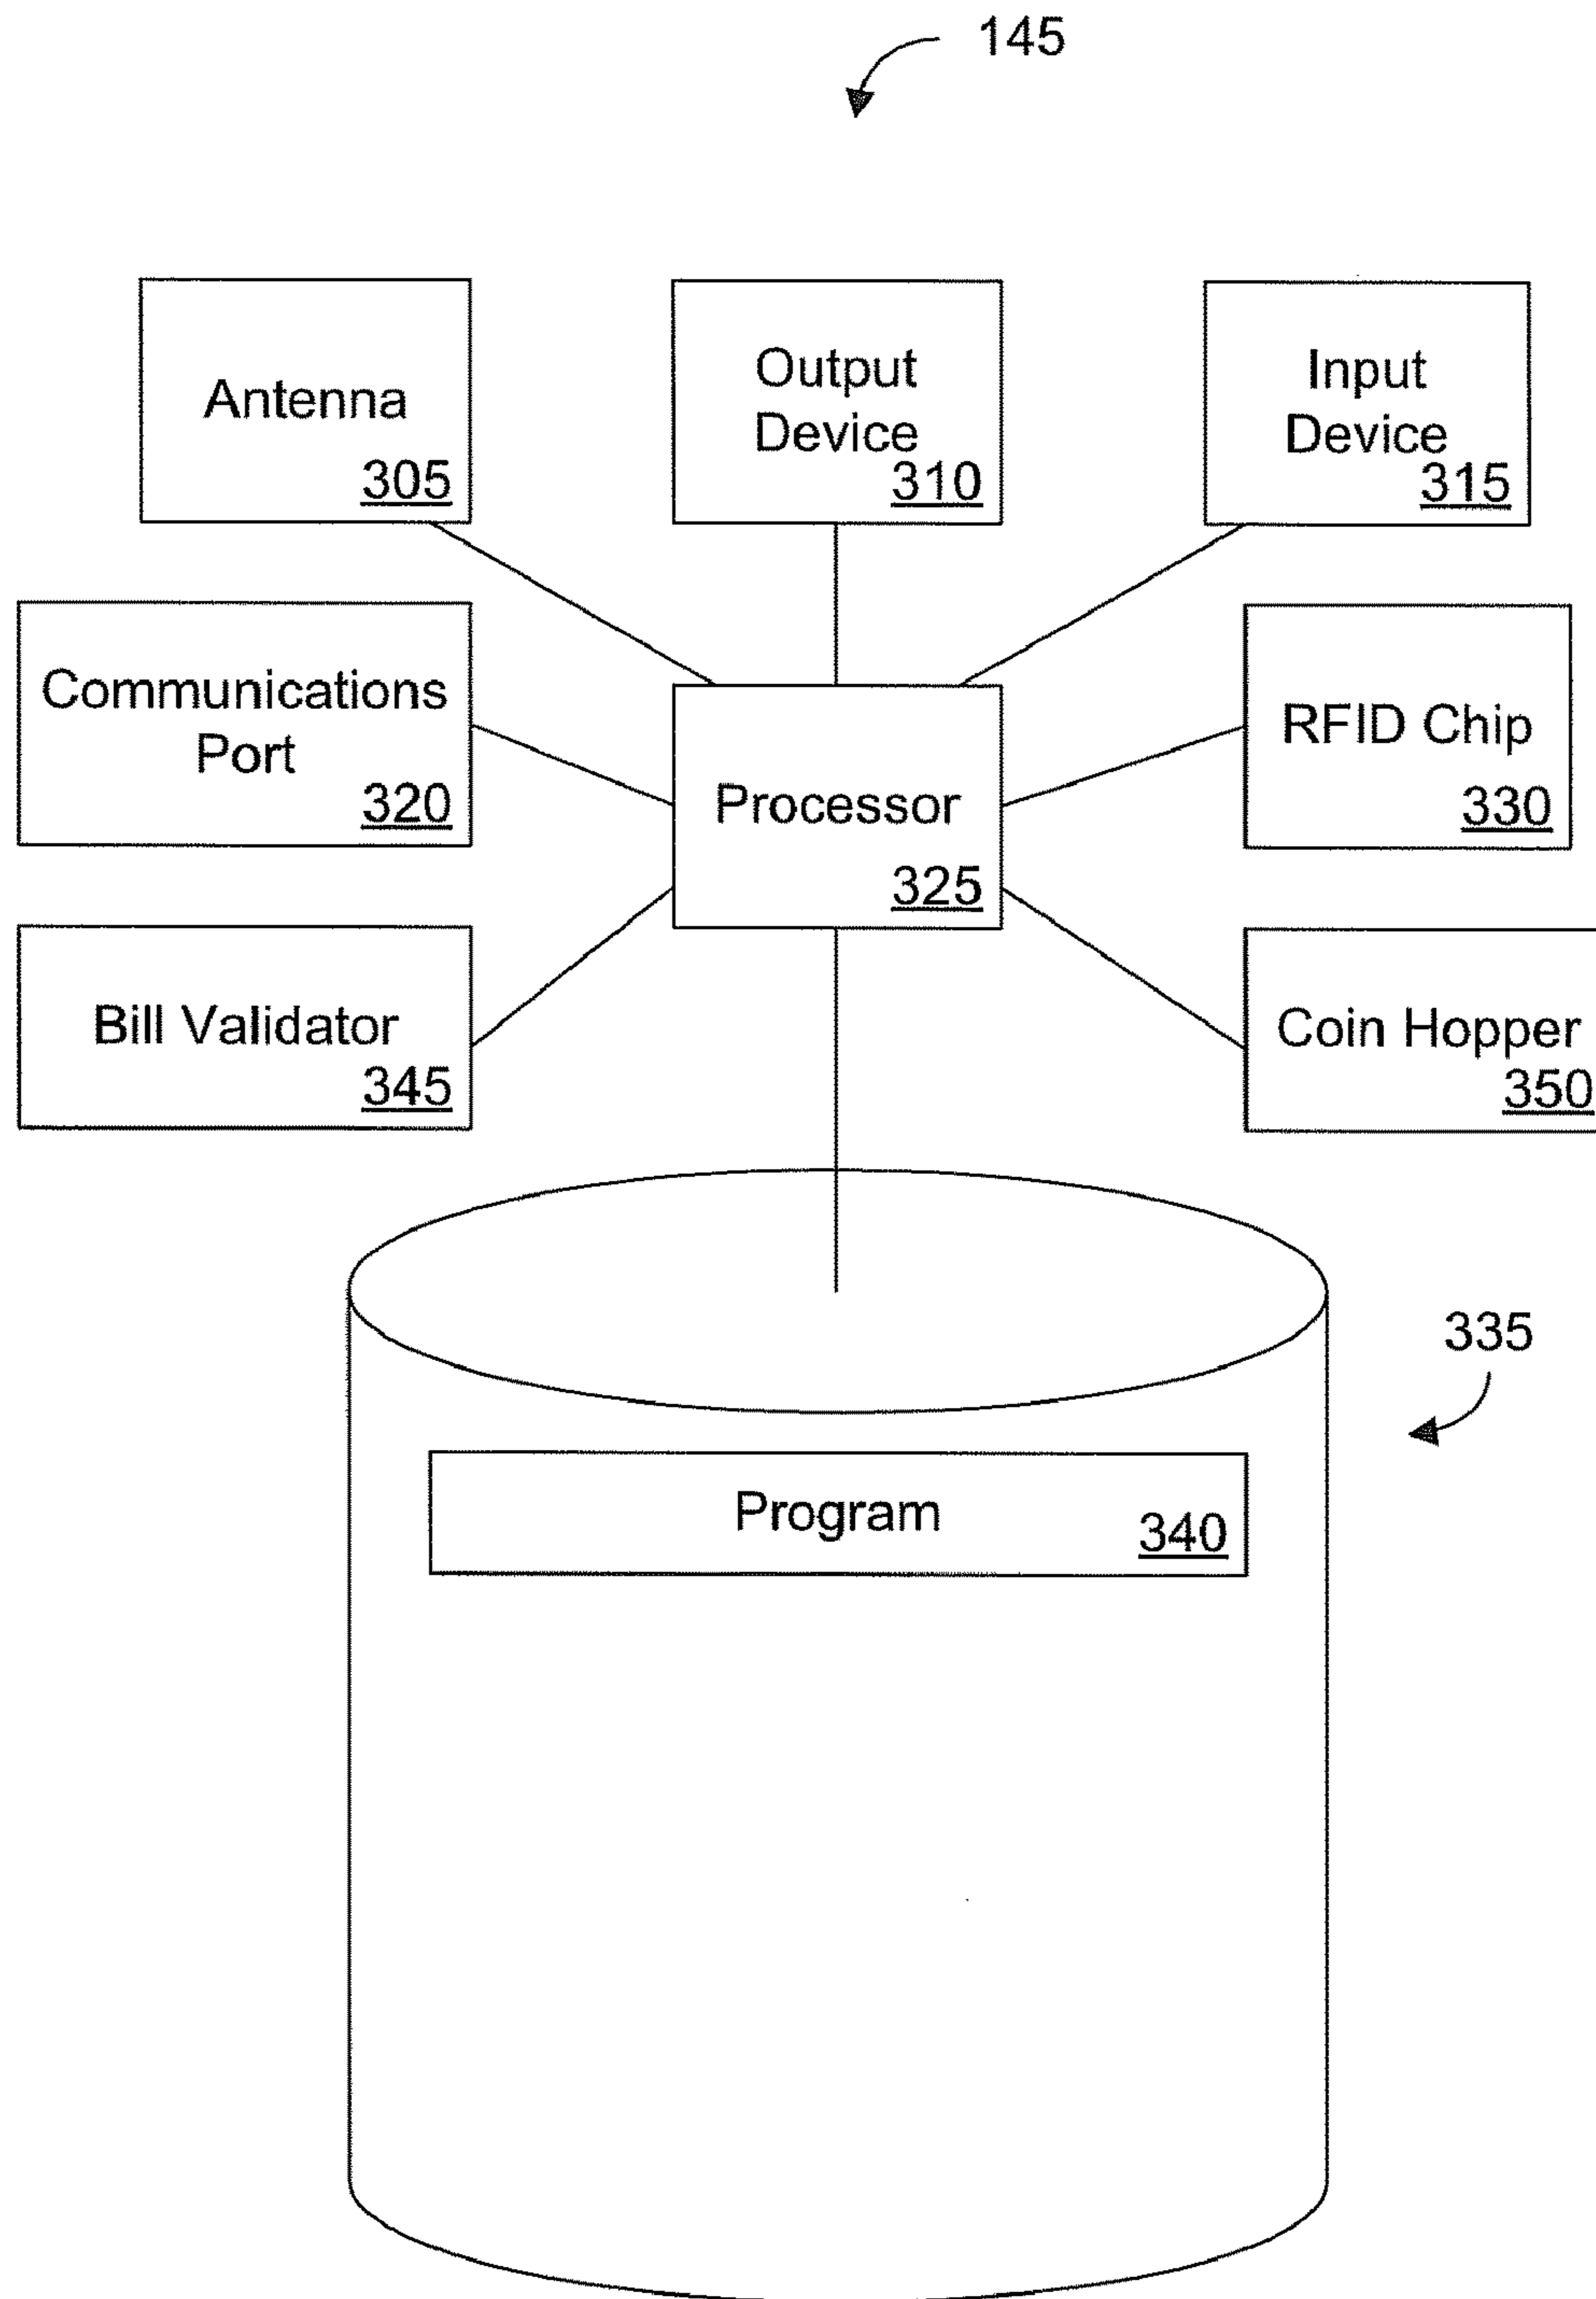 145
Antenna
305
Output
Device
310
Input
Device
315
Communications
Port
320
Processor
325
RFID Chip
330
Bill Validator
345
Coin Hopper
350
335
Program
340